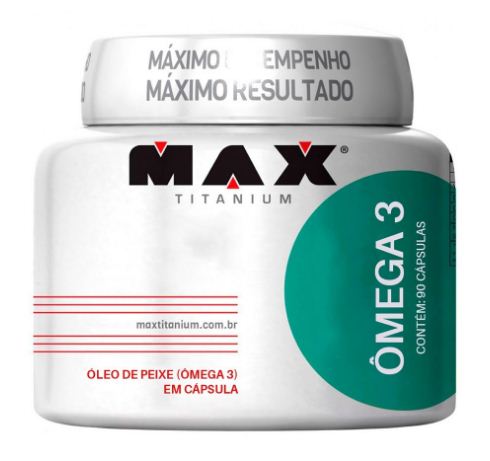 MÁXIMO DESEMPENHO
MÁXIMO RESULTADO
MAX®
TITANIUM
maxtitanium.com.br
ÓLEO DE PEIXE (ÔMEGA 3)
EM CÁPSULA
ÔMEGA 3
CONTÉM: 90 CÁPSULAS